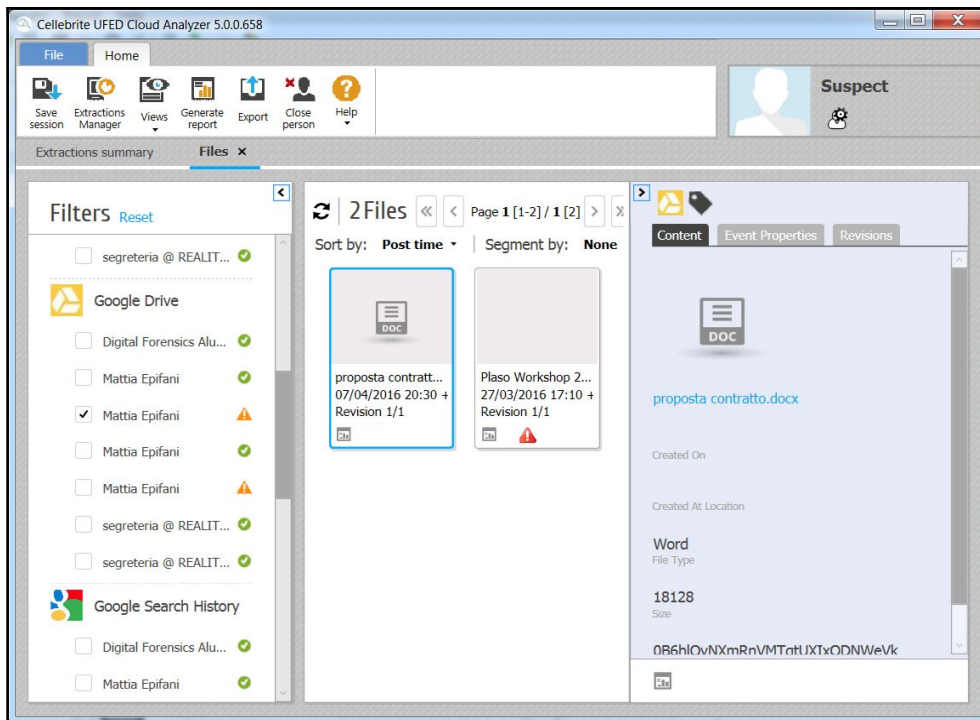 Cellebrite UFED Cloud Analyzer 5.0.0.658
File Home
Save session
Extractions Manager
Views
Generate report
Export
Close person
Help
Suspect
Extractions summary Files
Filters Reset
segreteria @ REALIT...
Google Drive
Digital Forensics Alu...
Mattia Epifani
Mattia Epifani
Mattia Epifani
Mattia Epifani
segreteria @ REALIT...
segreteria @ REALIT...
Google Search History
Digital Forensics Alu...
Mattia Epifani
2 Files Page 1 [1-2] / 1 [2]
Sort by: Post time Segment by: None
DOC
proposta contratt...
07/04/2016 20:30 +
Revision 1/1
Plaso Workshop 2...
27/03/2016 17:10 +
Revision 1/1
Content Event Properties Revisions
DOC
proposta contratto.docx
Created On
Created At Location
Word
File Type
18128
Size